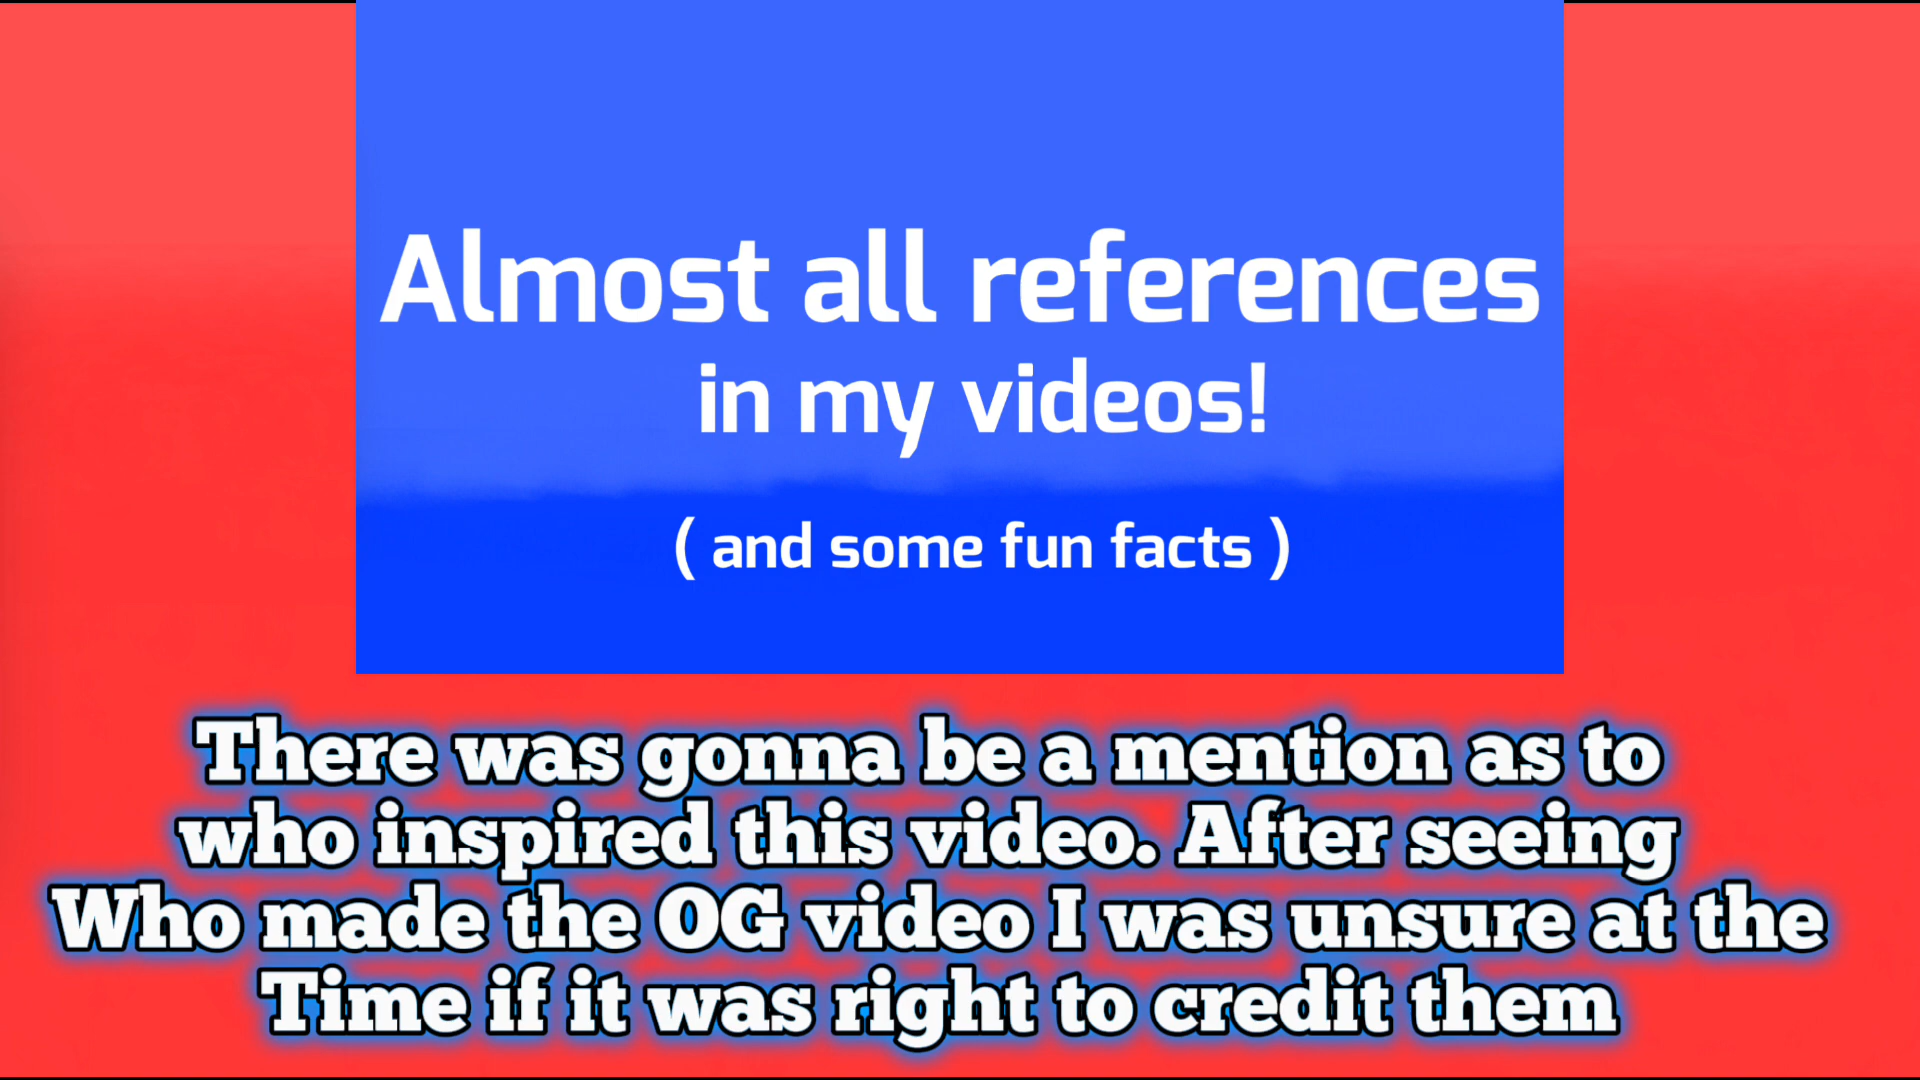 Almost all references
in my videos!
( and some fun facts )
There was gonna be a mention as to
who inspired this video. After seeing
Who made the OG video I was unsure at the
Time if it was right to credit them